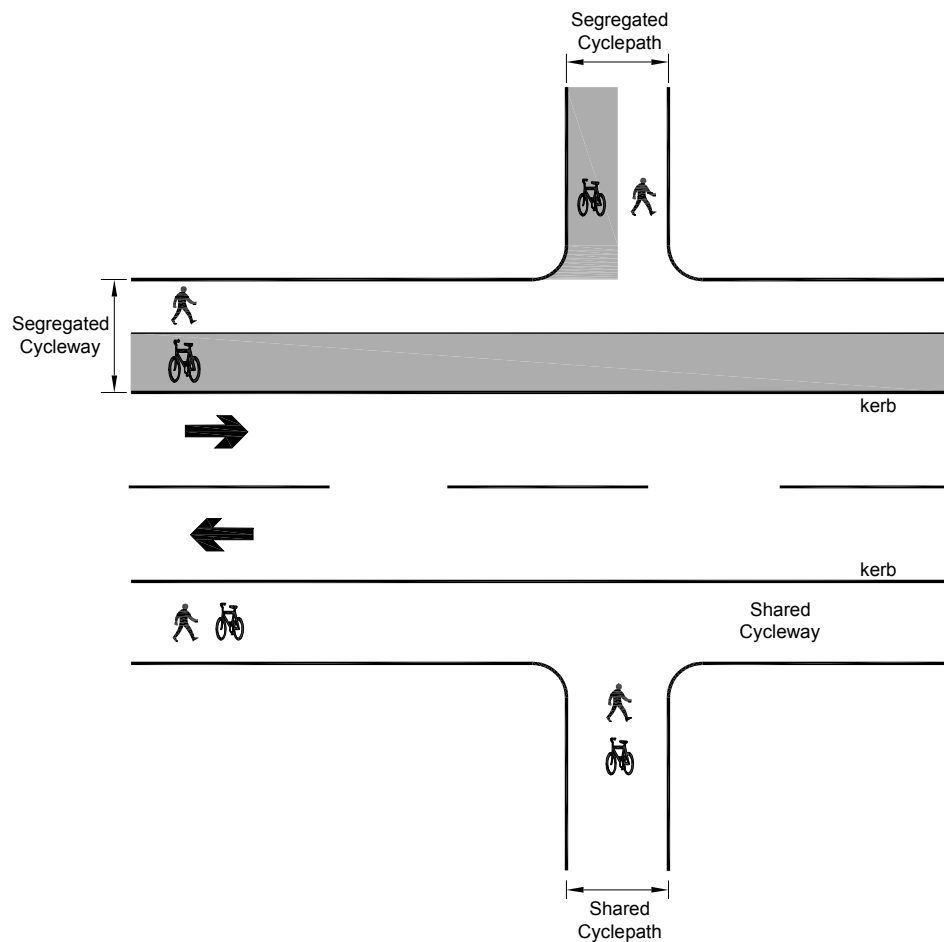 Segregated
Cyclepath
Segregated
Cycleway
kerb
kerb
Shared
Cycleway
Shared
Cyclepath